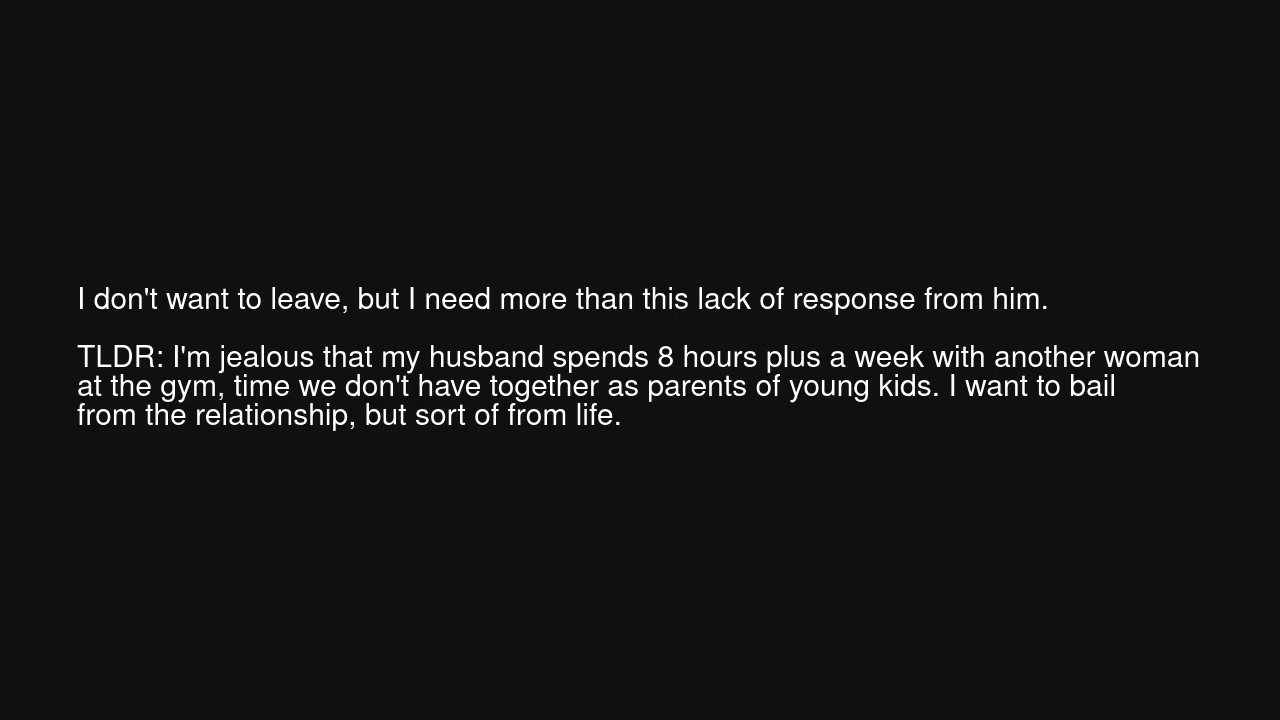 I don't want to leave, but I need more than this lack of response from him.
TLDR: I'm jealous that my husband spends 8 hours plus a week with another woman
at the gym, time we don't have together as parents of young kids. I want to bail
from the relationship, but sort of from life.